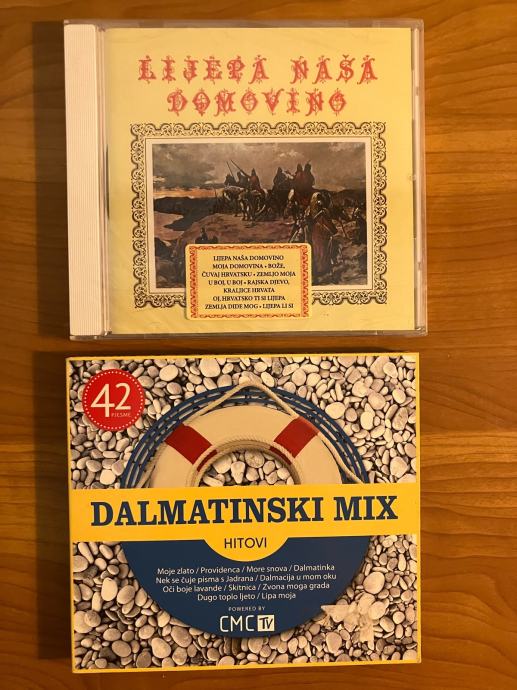 LIJEPA NAŠA
DOMOVINO
LIJEPA NAŠA DOMOVINO
MOJA DOMOVINA • BOŽE,
ČUVAJ HRVATSKU • ZEMLJO MOJA
U BOJ, U BOJ • RAJSKA DJEVO,
KRALJICE HRVATA
OJ, HRVATSKO TI SI LIJEPA
ZEMLJA DIDE MOG • LIJEPA LI SI
42
PJESME
DALMATINSKI MIX
HITOVI
Moje zlato / Providenca / More snova / Dalmatinka
Nek se čuje pisma s Jadrana / Dalmacija u mom oku
Oči boje lavande / Skitnica / Zvona moga grada
Dugo toplo ljeto / Lipa moja
POWERED BY
CMC TV